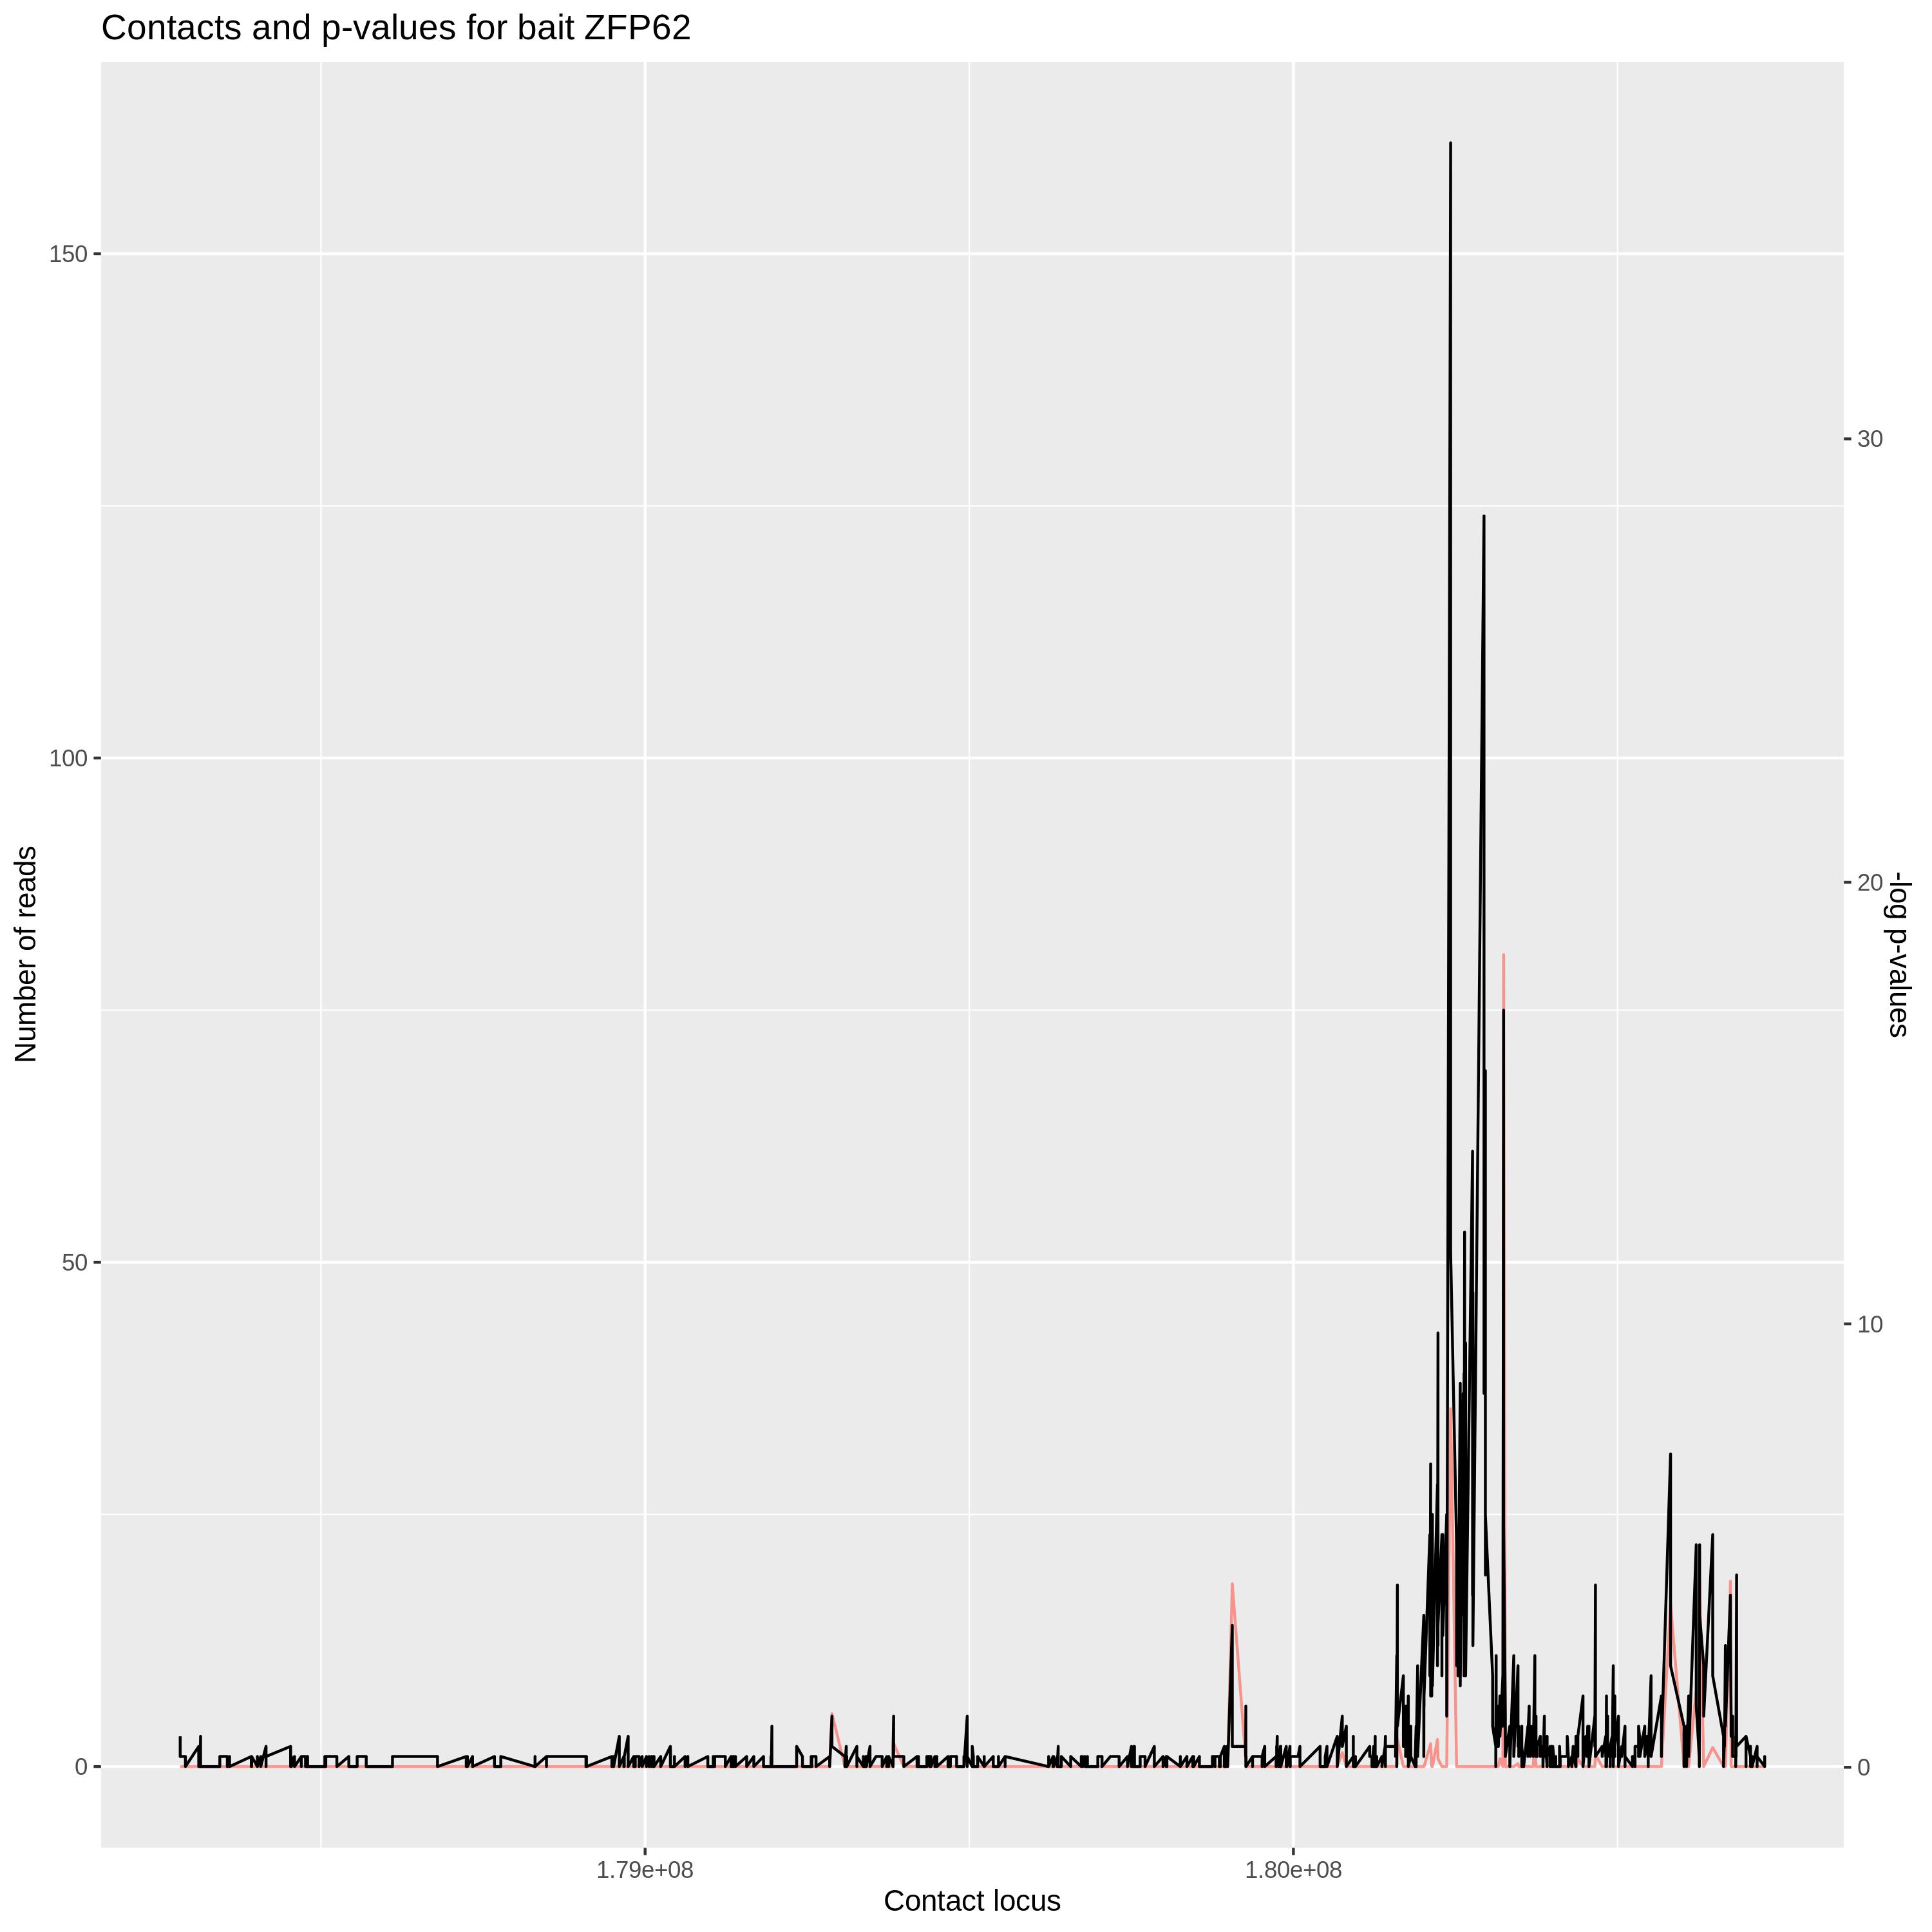 Contacts and p-values for bait ZFP62
150
100
50
0
Number of reads
30
20
10
0
-log p-values
1.79e+08
1.80e+08
Contact locus